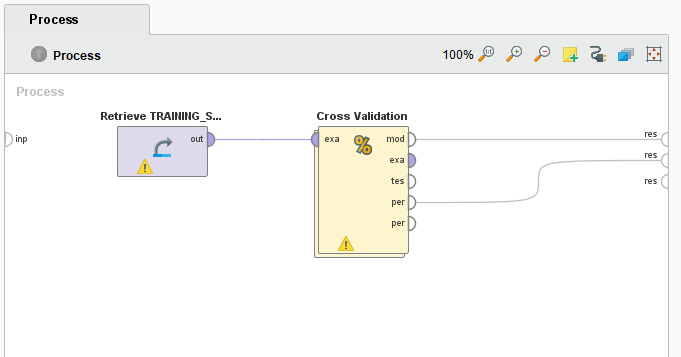 Process
Process
100%
Process
Retrieve TRAINING_S...
Cross Validation
inp
out
exa
mod
exa
tes
per
per
res
res
res